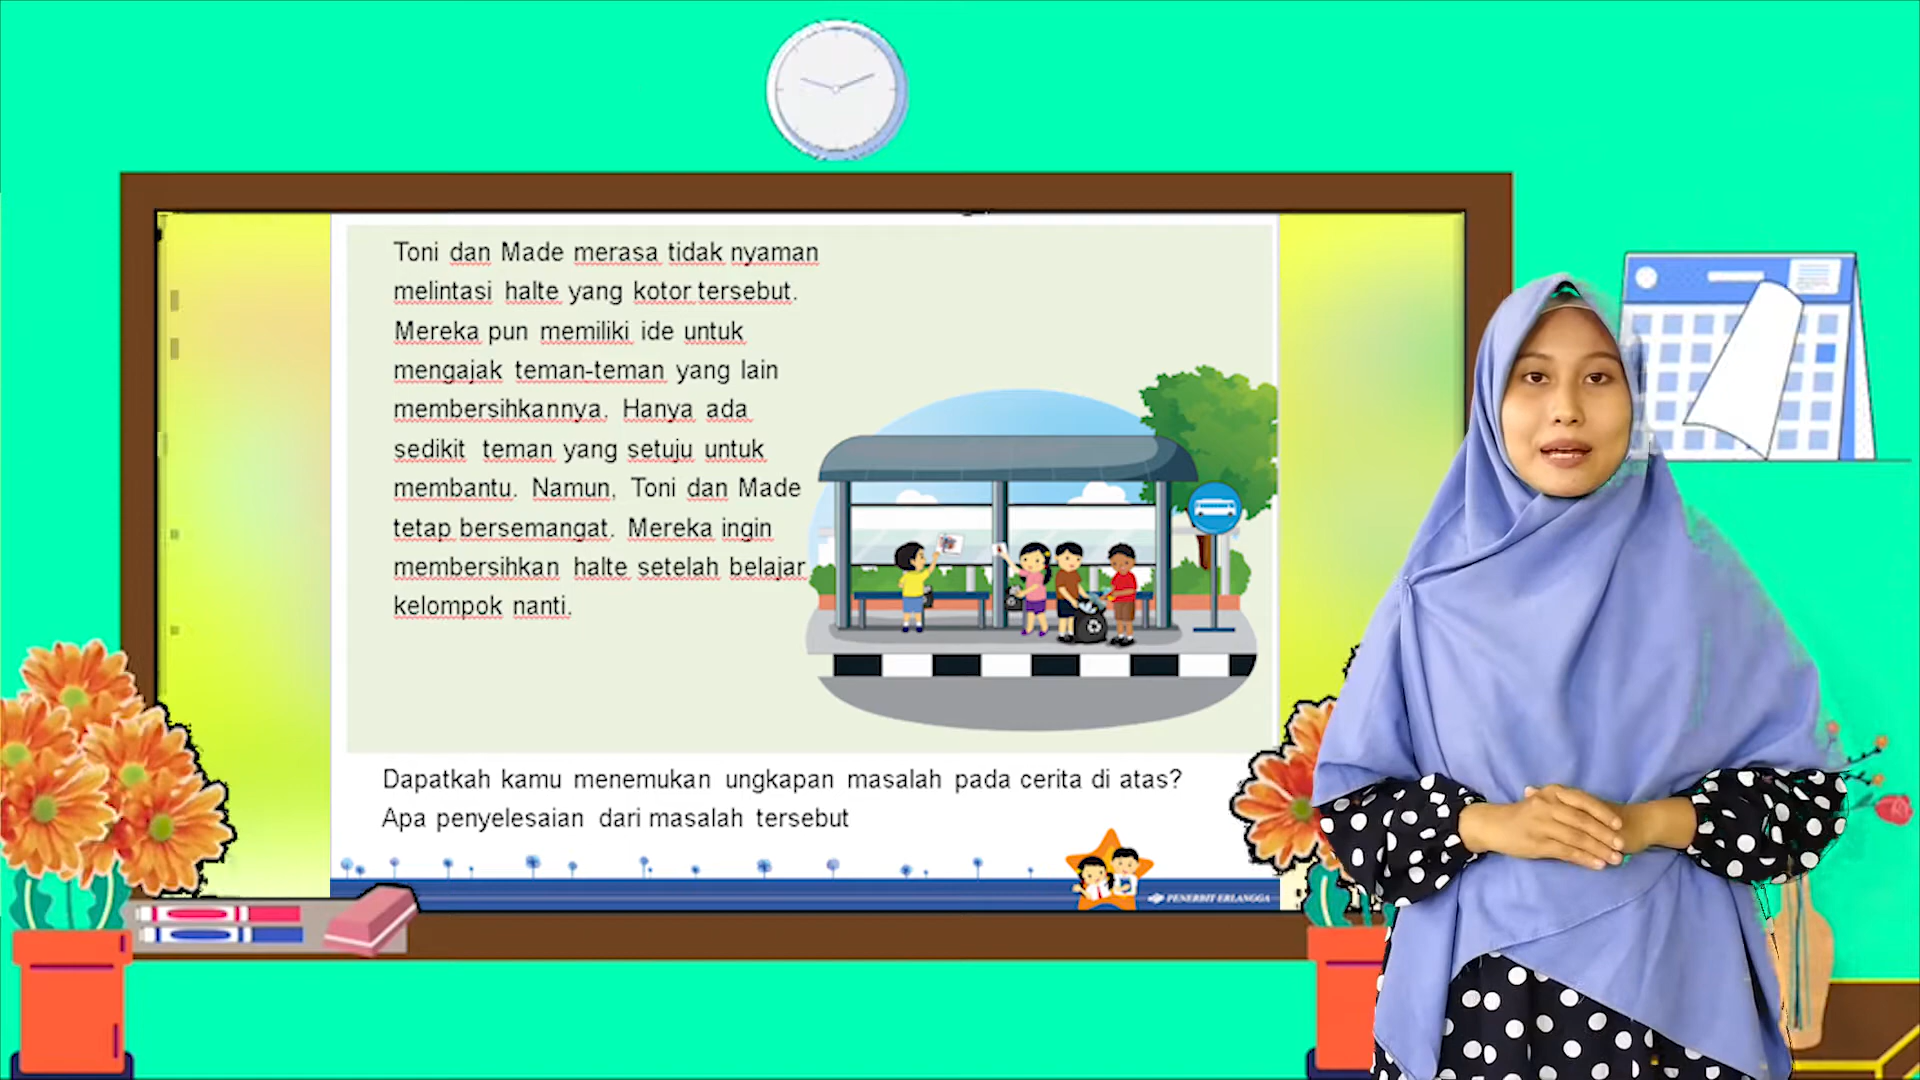 Toni dan Made merasa tidak nyaman
melintasi halte yang kotor tersebut.
Mereka pun memiliki ide untuk
mengajak teman-teman yang lain
membersihkannya. Hanya ada
sedikit teman yang setuju untuk
membantu. Namun, Toni dan Made
tetap bersemangat. Mereka ingin
membersihkan halte setelah belajar
kelompok nanti.
Dapatkah kamu menemukan ungkapan masalah pada cerita di atas?
Apa penyelesaian dari masalah tersebut
PENERBIT ERLANGGA